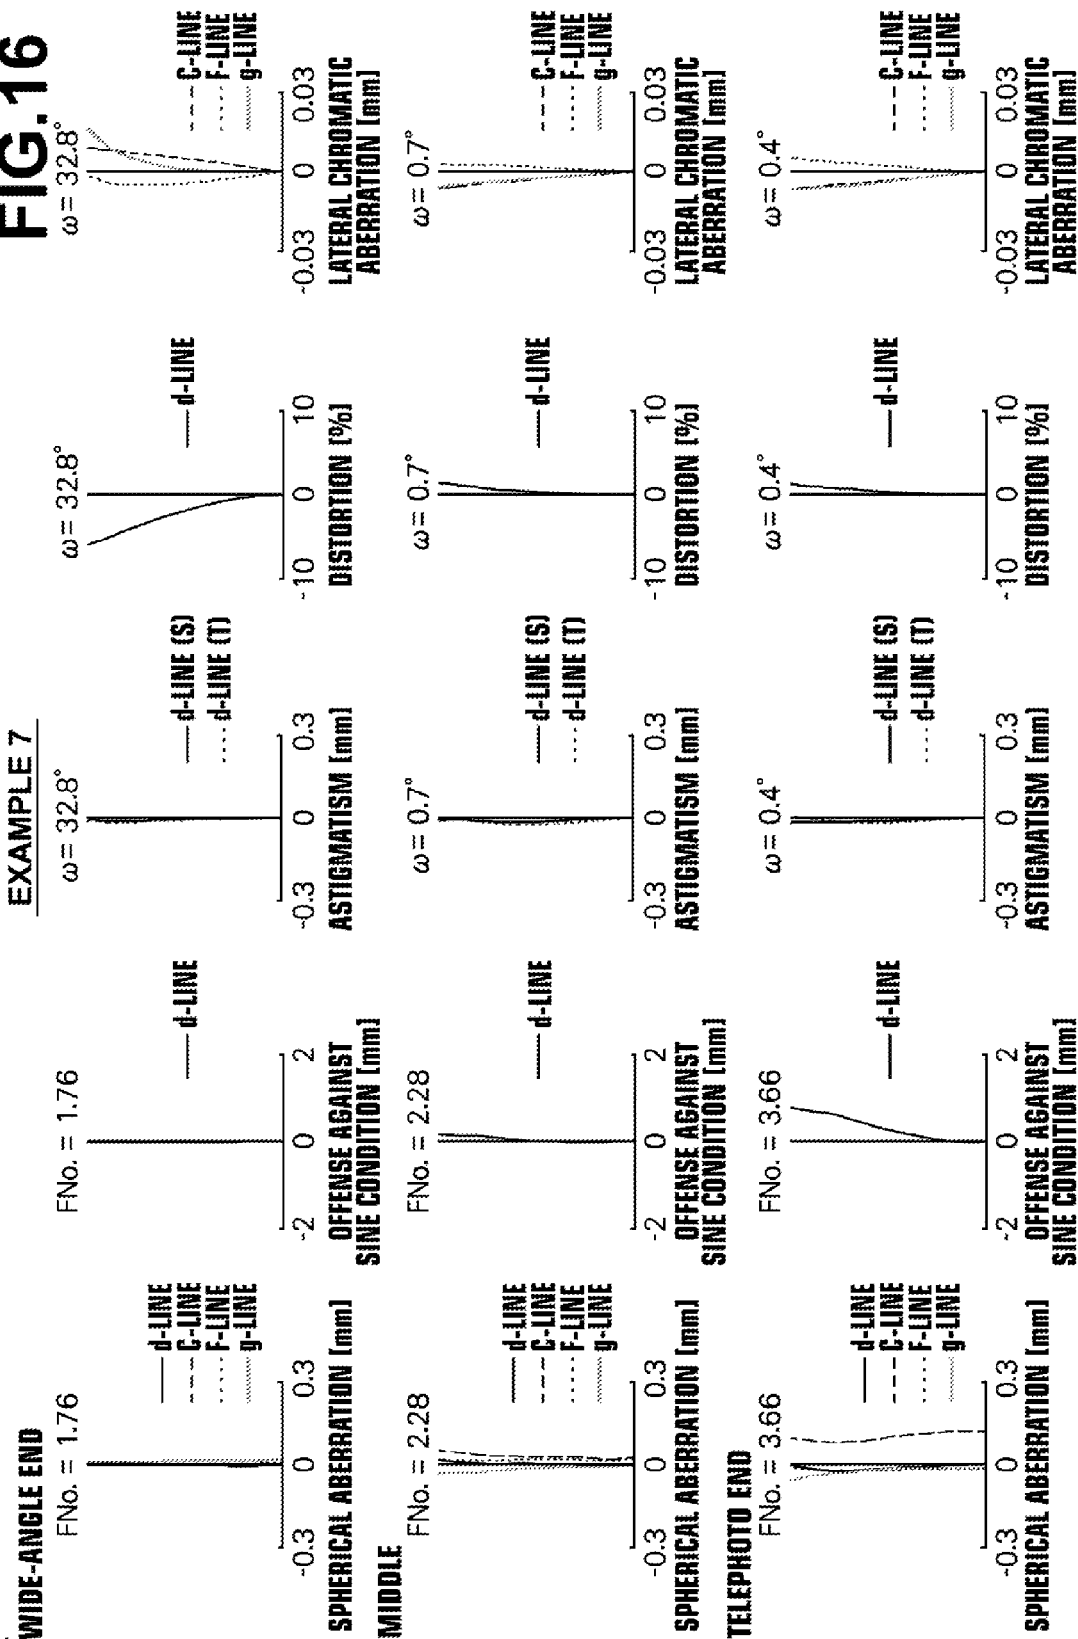 FIG.16
EXAMPLE 7
WIDE-ANGLE END
FNo. = 1.76
d-LINE
C-LINE
F-LINE
g-LINE
-0.3 0 0.3
SPHERICAL ABERRATION [mm]
FNo. = 1.76
d-LINE
-2 0 2
OFFENSE AGAINST
SINE CONDITION [mm]
ω= 32.8°
d-LINE (S)
d-LINE (T)
-0.3 0 0.3
ASTIGMATISM [mm]
ω= 32.8°
d-LINE
-10 0 10
DISTORTION [%]
ω= 32.8°
C-LINE
F-LINE
g-LINE
-0.03 0 0.03
LATERAL CHROMATIC
ABERRATION [mm]
MIDDLE
FNo. = 2.28
d-LINE
C-LINE
F-LINE
g-LINE
-0.3 0 0.3
SPHERICAL ABERRATION [mm]
FNo. = 2.28
d-LINE
-2 0 2
OFFENSE AGAINST
SINE CONDITION [mm]
ω= 0.7°
d-LINE (S)
d-LINE (T)
-0.3 0 0.3
ASTIGMATISM [mm]
ω= 0.7°
d-LINE
-10 0 10
DISTORTION [%]
ω= 0.7°
C-LINE
F-LINE
g-LINE
-0.03 0 0.03
LATERAL CHROMATIC
ABERRATION [mm]
TELEPHOTO END
FNo. = 3.66
d-LINE
C-LINE
F-LINE
g-LINE
-0.3 0 0.3
SPHERICAL ABERRATION [mm]
FNo. = 3.66
d-LINE
-2 0 2
OFFENSE AGAINST
SINE CONDITION [mm]
ω= 0.4°
d-LINE (S)
d-LINE (T)
-0.3 0 0.3
ASTIGMATISM [mm]
ω= 0.4°
d-LINE
-10 0 10
DISTORTION [%]
ω= 0.4°
C-LINE
F-LINE
g-LINE
-0.03 0 0.03
LATERAL CHROMATIC
ABERRATION [mm]